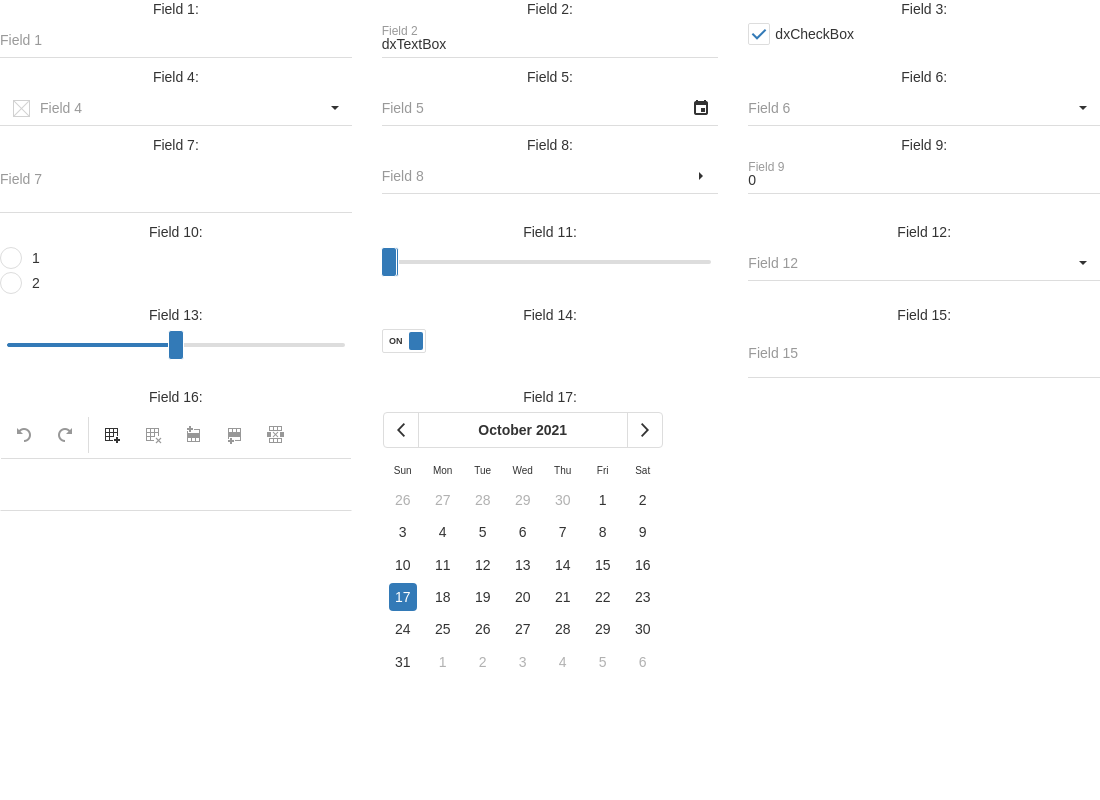 Field 1:
Field 1
Field 2:
Field 2
dxTextBox
Field 3:
dxCheckBox
Field 4:
Field 4
Field 5:
Field 5
Field 6:
Field 6
Field 7:
Field 7
Field 8:
Field 8
Field 9:
Field 9
0
Field 10:
1
2
Field 11:
Field 12:
Field 12
Field 13:
Field 14:
ON
Field 15:
Field 15
Field 16:
Field 17:
October 2021
Sun Mon Tue Wed Thu Fri Sat
26 27 28 29 30 1 2
3 4 5 6 7 8 9
10 11 12 13 14 15 16
17 18 19 20 21 22 23
24 25 26 27 28 29 30
31 1 2 3 4 5 6